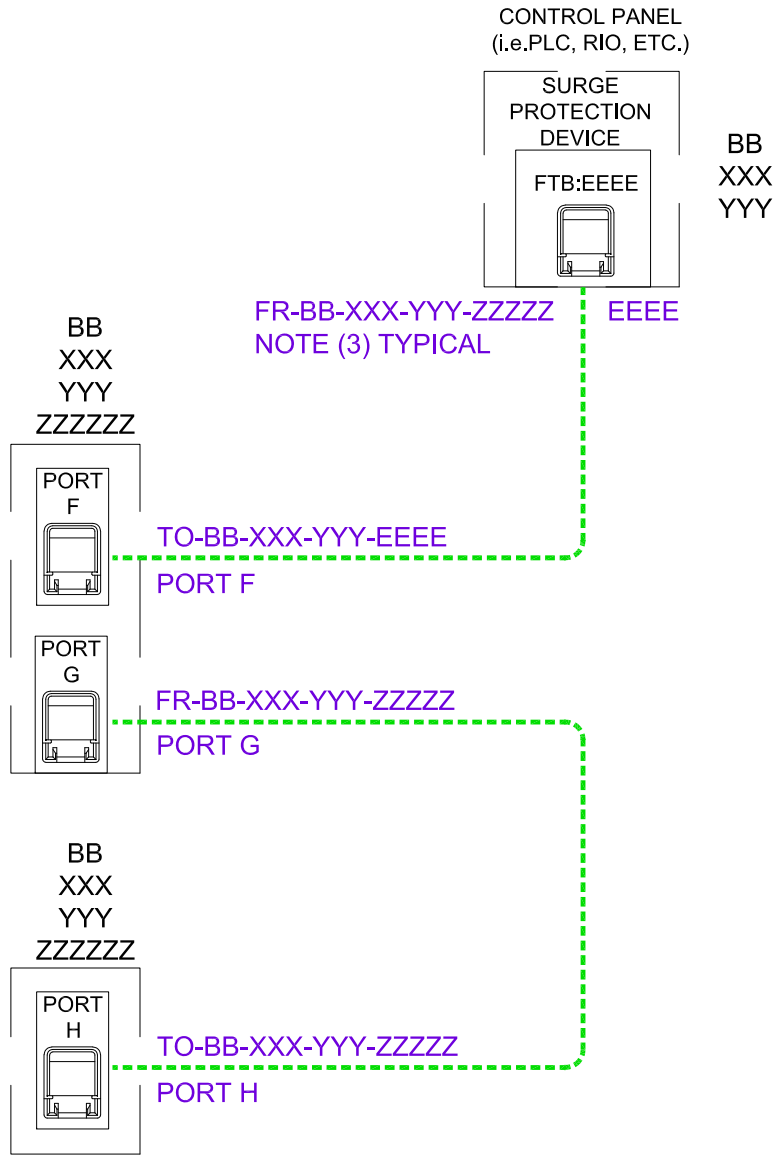 CONTROL PANEL
(i.e.PLC, RIO, ETC.)
SURGE
PROTECTION
DEVICE
FTB:EEEE
BB
XXX
YYY
FR-BB-XXX-YYY-ZZZZZ
EEEE
NOTE (3) TYPICAL
BB
XXX
YYY
ZZZZZZ
PORT
F
TO-BB-XXX-YYY-EEEE
PORT F
PORT
G
FR-BB-XXX-YYY-ZZZZZ
PORT G
BB
XXX
YYY
ZZZZZZ
PORT
H
TO-BB-XXX-YYY-ZZZZZ
PORT H